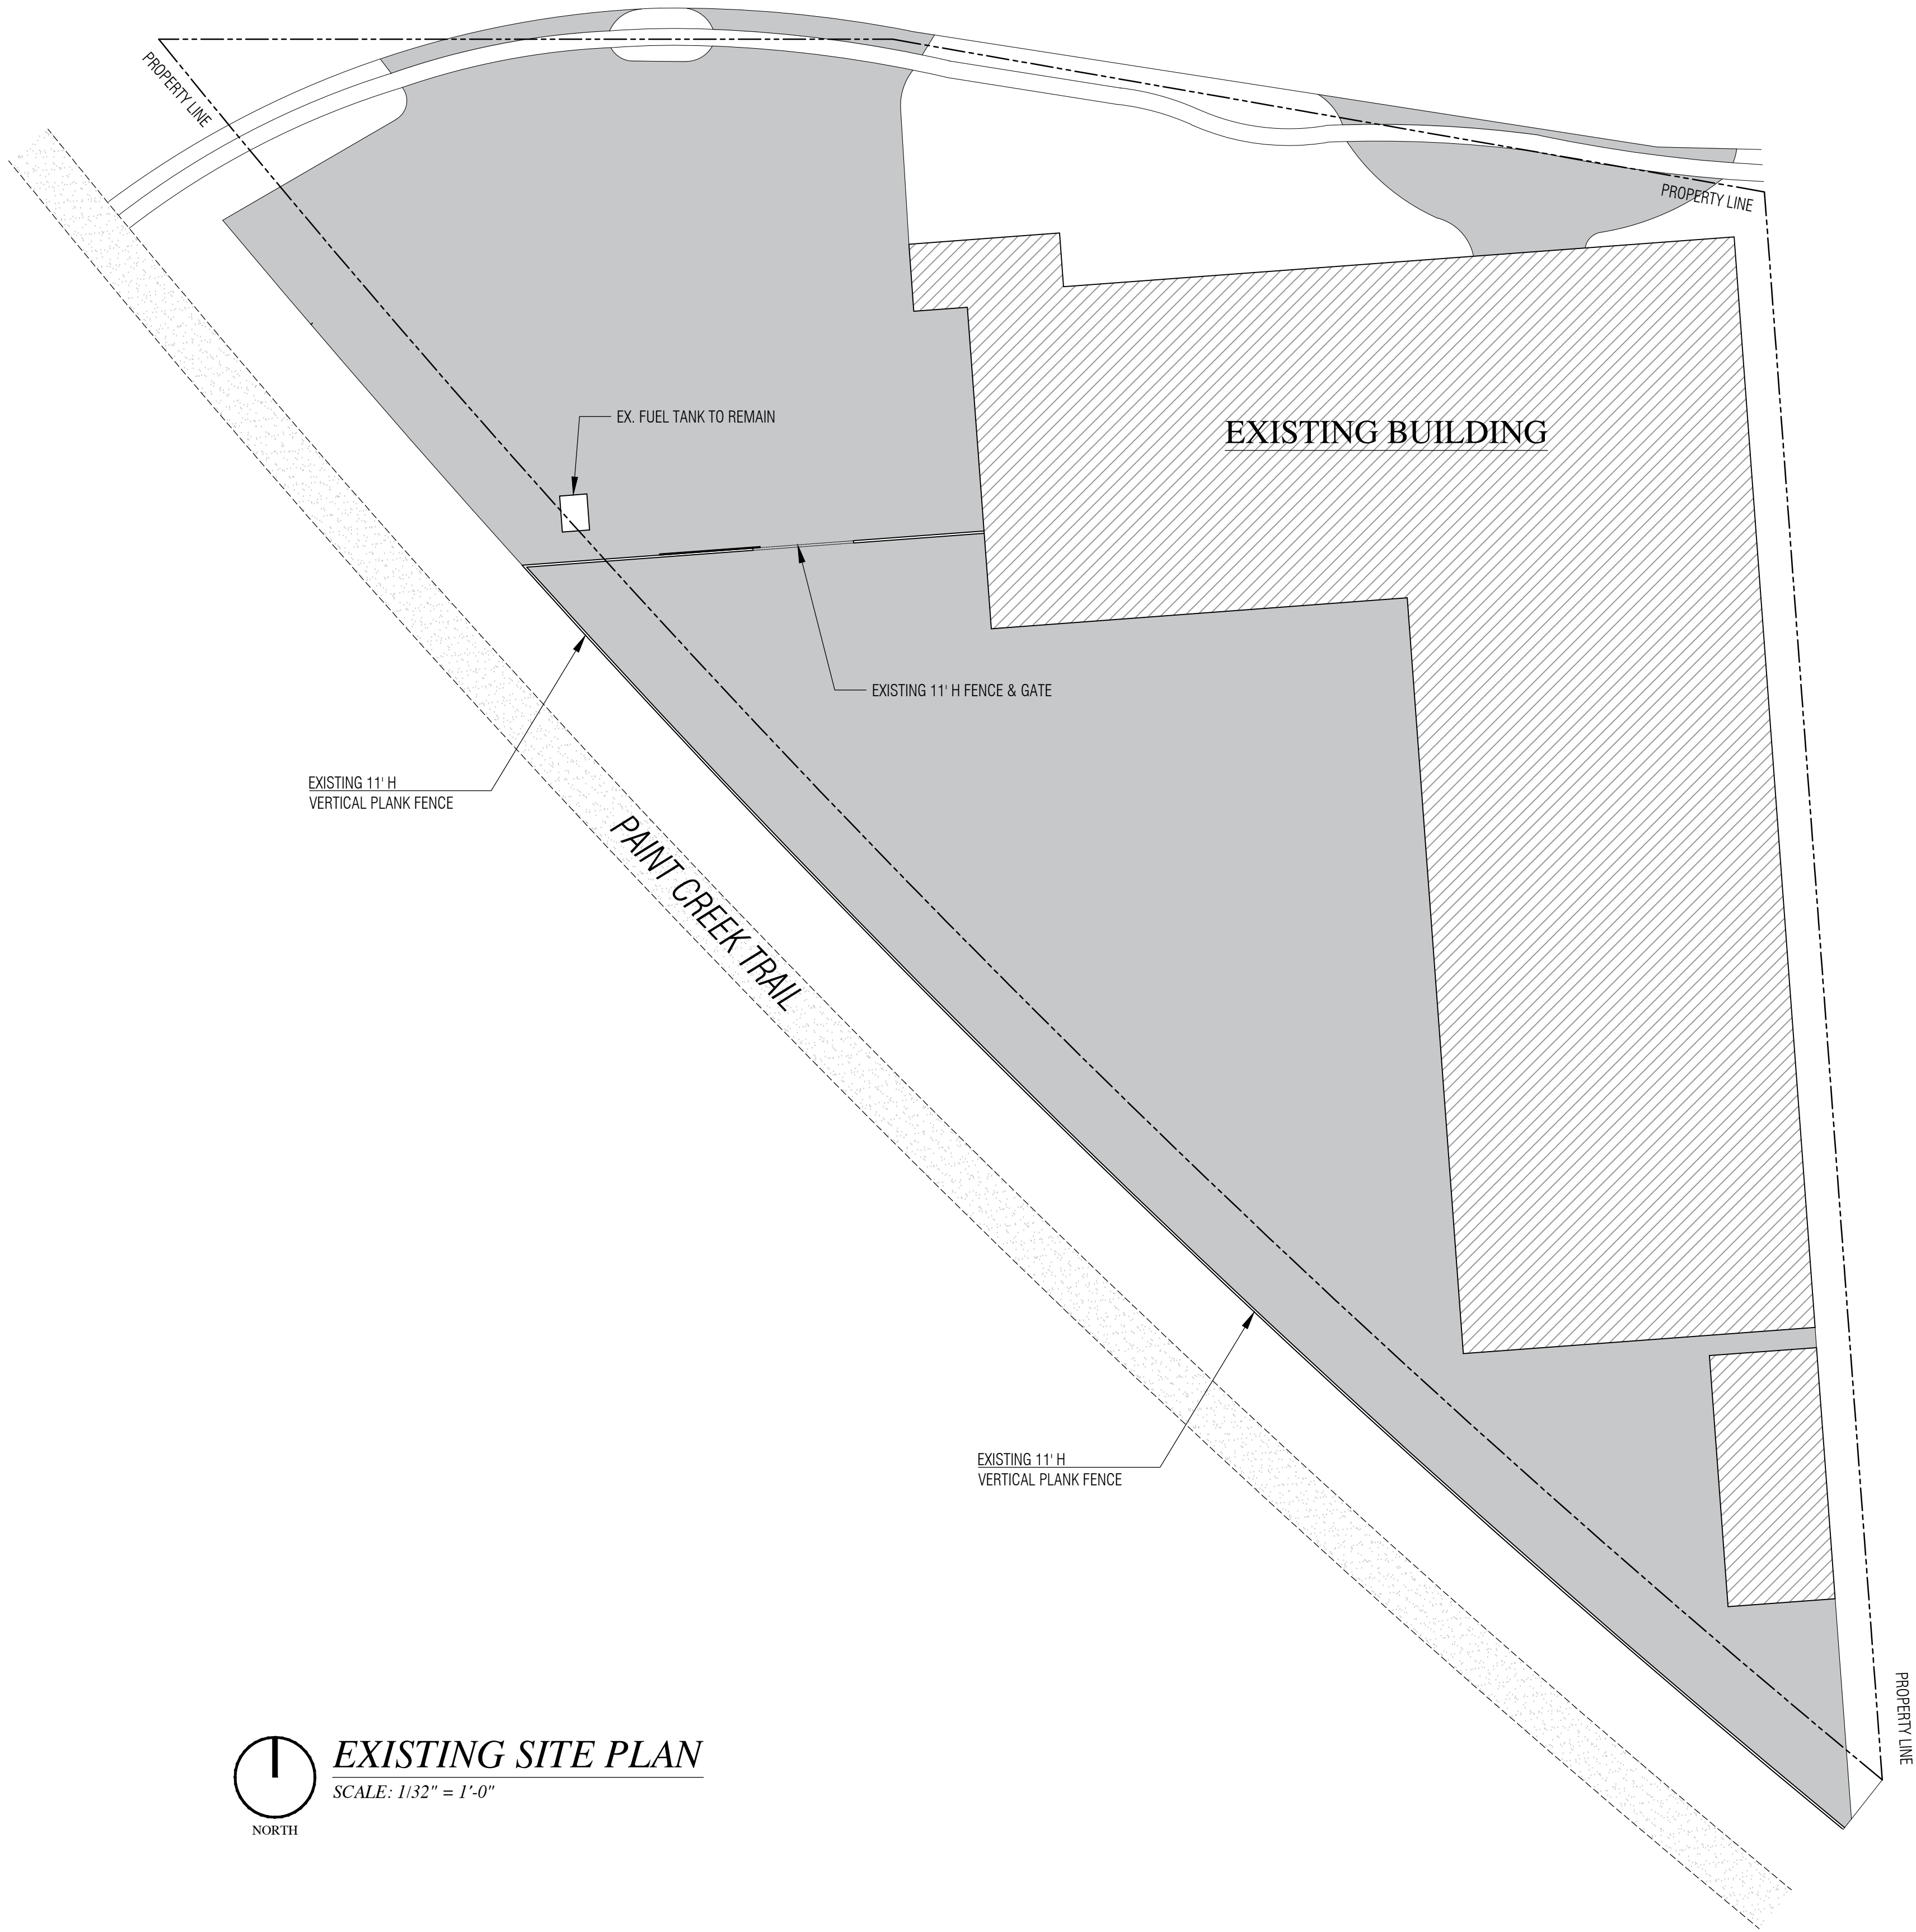 PROPERTY LINE
PROPERTY LINE
EX. FUEL TANK TO REMAIN
EXISTING BUILDING
EXISTING 11' H FENCE & GATE
EXISTING 11' H
VERTICAL PLANK FENCE
PAINT CREEK TRAIL
EXISTING 11' H
VERTICAL PLANK FENCE
PROPERTY LINE
EXISTING SITE PLAN
SCALE: 1/32" = 1'-0"
NORTH